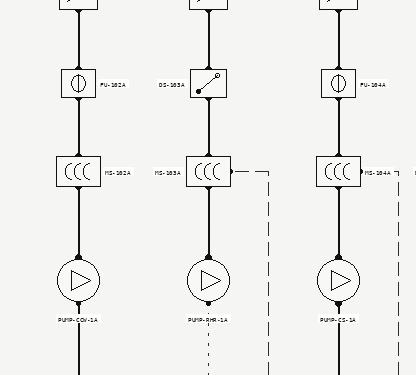 FU-102A
DS-103A
FU-104A
MS-102A
MS-103A
MS-104A
PUMP-CCW-1A
PUMP-RHR-1A
PUMP-CS-1A